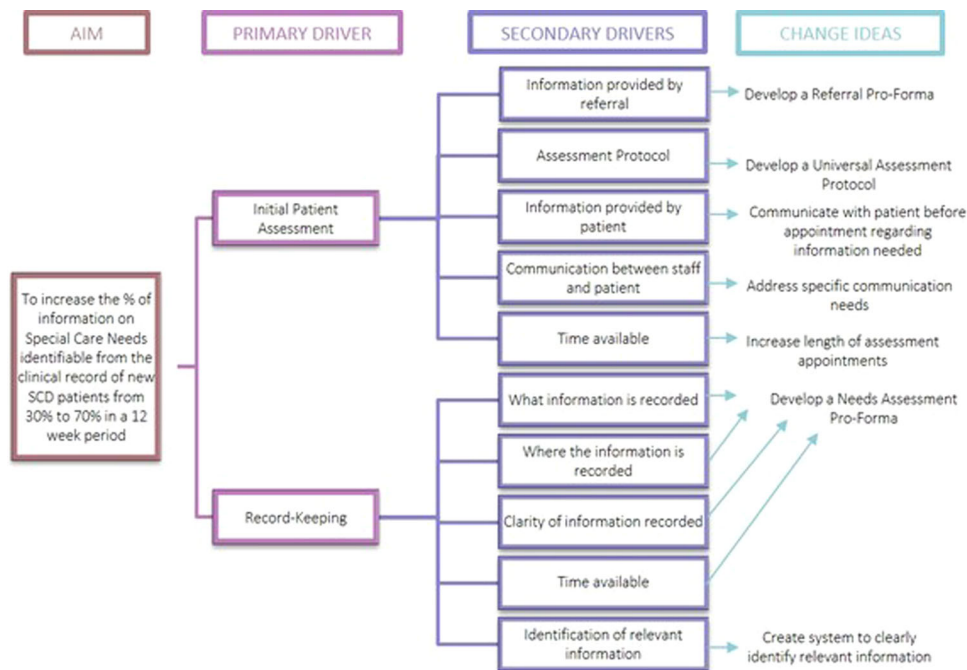 AIM
PRIMARY DRIVER
SECONDARY DRIVERS
CHANGE IDEAS
To increase the % of
information on
Special Care Needs
identifiable from the
clinical record of new
SCD patients from
30% to 70% in a 12
week period
Initial Patient
Assessment
Record-Keeping
Information provided by
referral
Assessment Protocol
Information provided by
patient
Communication between staff
and patient
Time available
What information is recorded
Where the information is
recorded
Clarity of information recorded
Time available
Identification of relevant
information
Develop a Referral Pro-Forma
Develop a Universal Assessment
Protocol
Communicate with patient before
appointment regarding
information needed
Address specific communication
needs
Increase length of assessment
appointments
Develop a Needs Assessment
Pro-Forma
Create system to clearly
identify relevant information